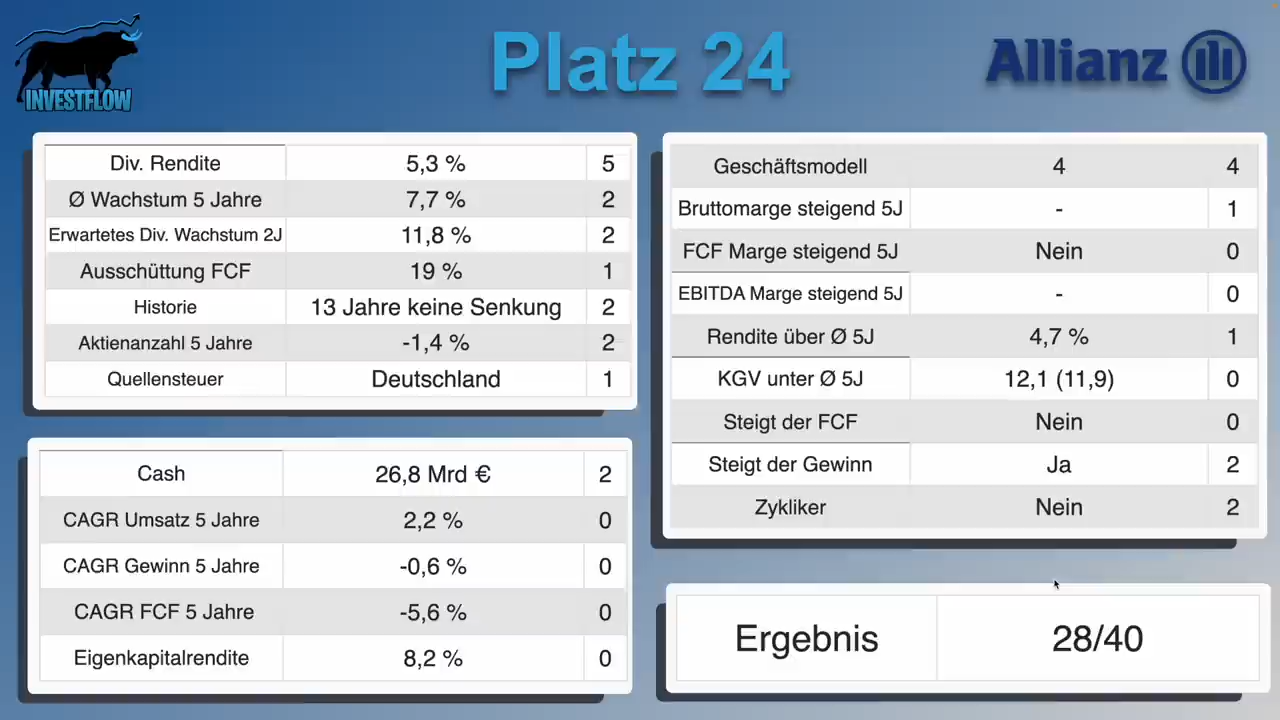 INVESTFLOW
Platz 24
Allianz
Div. Rendite 5,3 % 5
Ø Wachstum 5 Jahre 7,7 % 2
Erwartetes Div. Wachstum 2J 11,8 % 2
Ausschüttung FCF 19 % 1
Historie 13 Jahre keine Senkung 2
Aktienanzahl 5 Jahre -1,4 % 2
Quellensteuer Deutschland 1
Cash 26,8 Mrd € 2
CAGR Umsatz 5 Jahre 2,2 % 0
CAGR Gewinn 5 Jahre -0,6 % 0
CAGR FCF 5 Jahre -5,6 % 0
Eigenkapitalrendite 8,2 % 0
Geschäftsmodell 4 4
Bruttomarge steigend 5J - 1
FCF Marge steigend 5J Nein 0
EBITDA Marge steigend 5J - 0
Rendite über Ø 5J 4,7 % 1
KGV unter Ø 5J 12,1 (11,9) 0
Steigt der FCF Nein 0
Steigt der Gewinn Ja 2
Zykliker Nein 2
Ergebnis 28/40